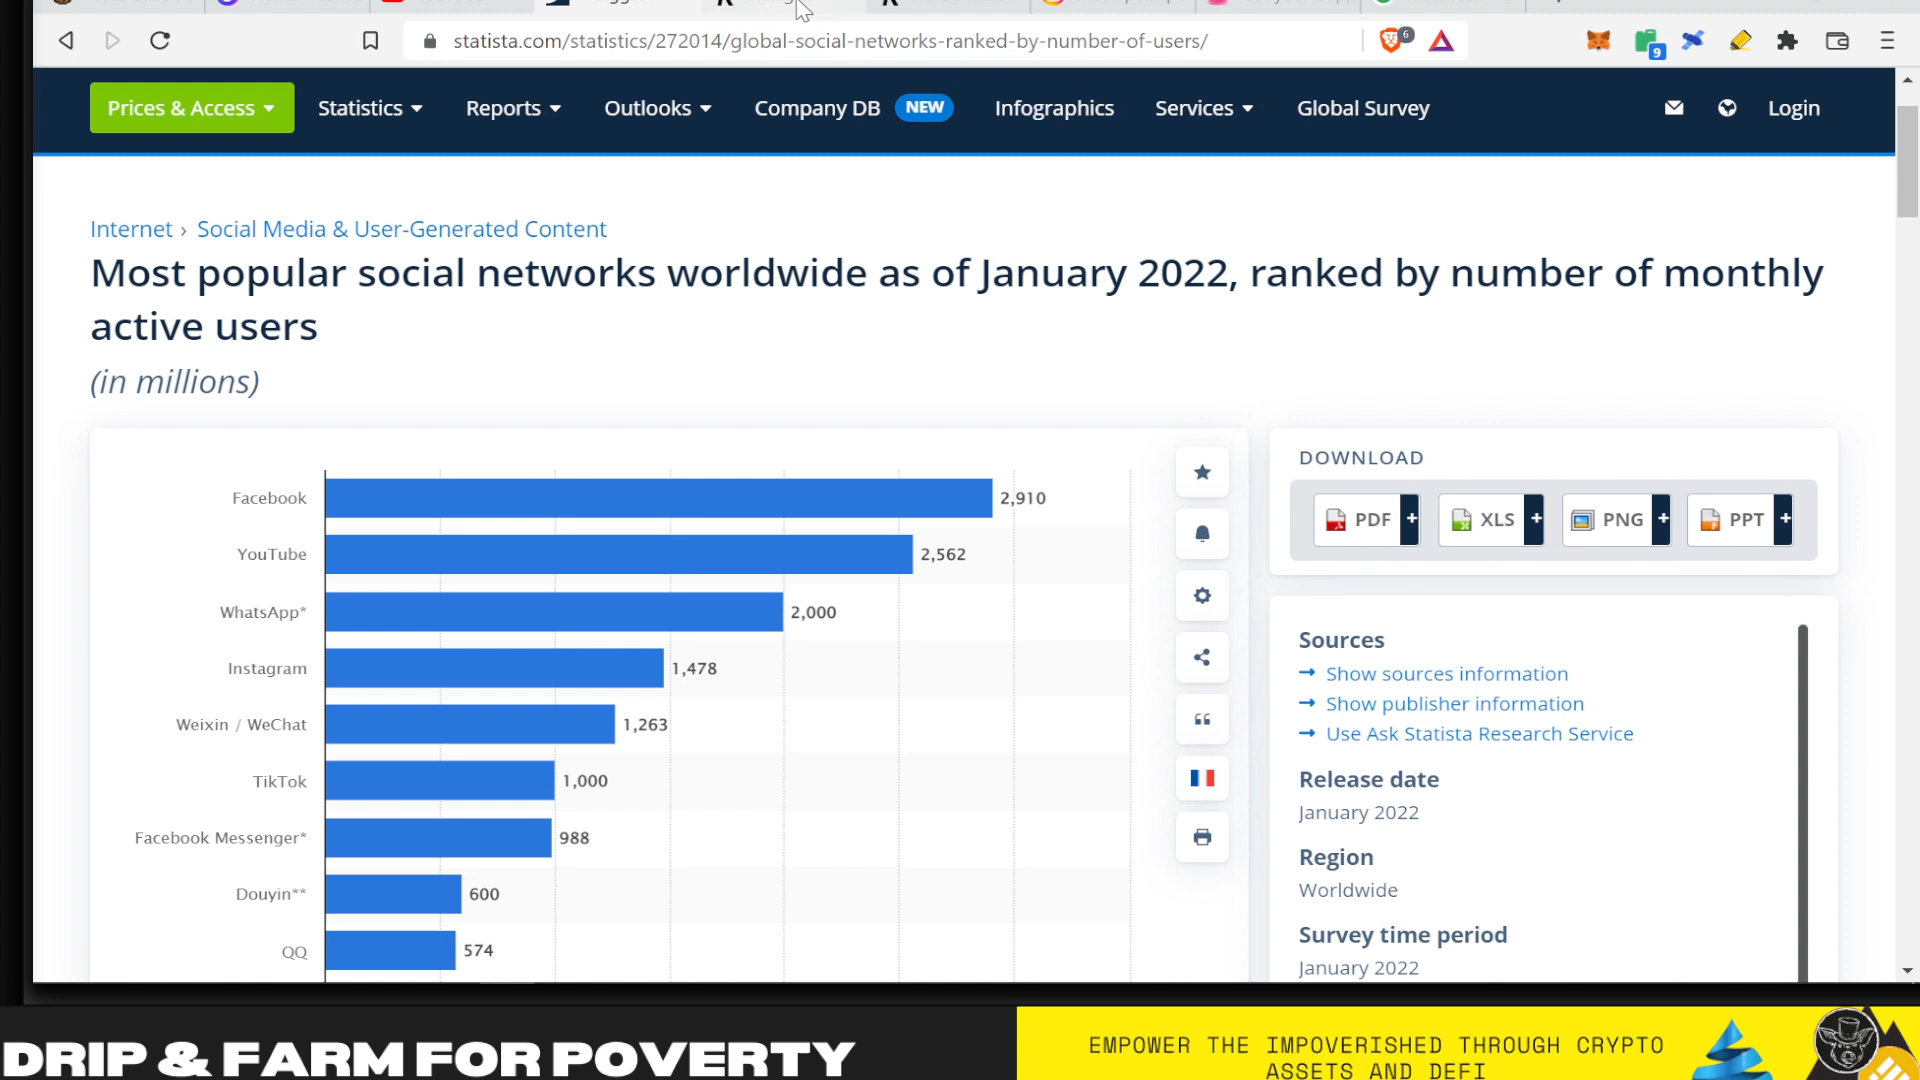 statista.com/statistics/272014/global-social-networks-ranked-by-number-of-users/
6
9
Prices & Access Statistics Reports Outlooks Company DB NEW Infographics Services Global Survey Login
Internet › Social Media & User-Generated Content
Most popular social networks worldwide as of January 2022, ranked by number of monthly
active users
(in millions)
Facebook 2,910
YouTube 2,562
WhatsApp* 2,000
Instagram 1,478
Weixin / WeChat 1,263
TikTok 1,000
Facebook Messenger* 988
Douyin** 600
QQ 574
DOWNLOAD
PDF + XLS + PNG + PPT +
Sources
→ Show sources information
→ Show publisher information
→ Use Ask Statista Research Service
Release date
January 2022
Region
Worldwide
Survey time period
January 2022
DRIP & FARM FOR POVERTY
EMPOWER THE IMPOVERISHED THROUGH CRYPTO
ASSETS AND DEFI